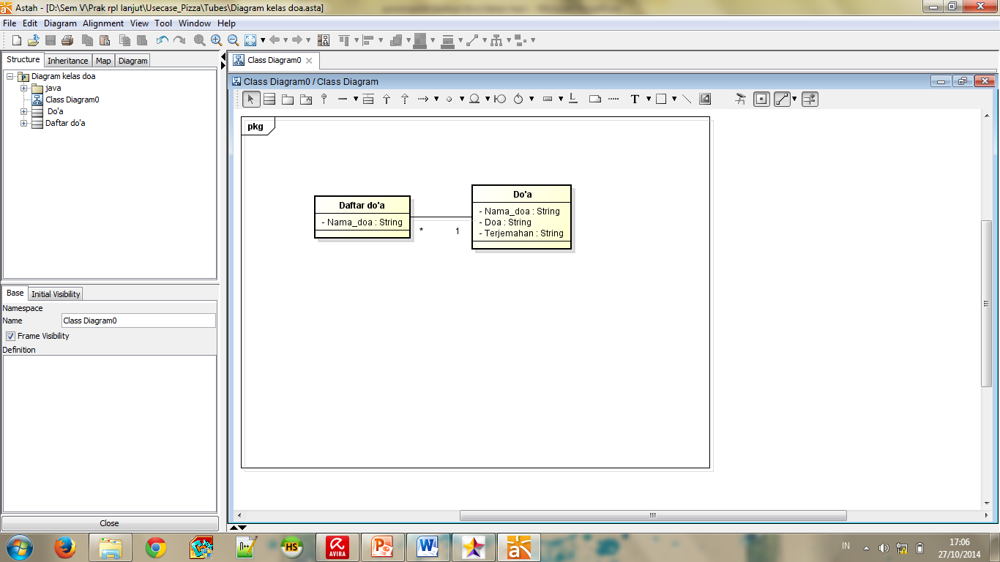 Astah - [D:\Sem V\Prak rpl lanjut\Usecase_Pizza\Tubes\Diagram kelas doa.asta]
File Edit Diagram Alignment View Tool Window Help
Structure Inheritance Map Diagram
Diagram kelas doa
java
Class Diagram0
Do'a
Daftar do'a
Base Initial Visibility
Namespace
Name Class Diagram0
Frame Visibility
Definition
Close
Class Diagram0
Class Diagram0 / Class Diagram
T
pkg
Daftar do'a
- Nama_doa : String
* 1
Do'a
- Nama_doa : String
- Doa : String
- Terjemahan : String
HS
AVIRA
IN
17:06
27/10/2014